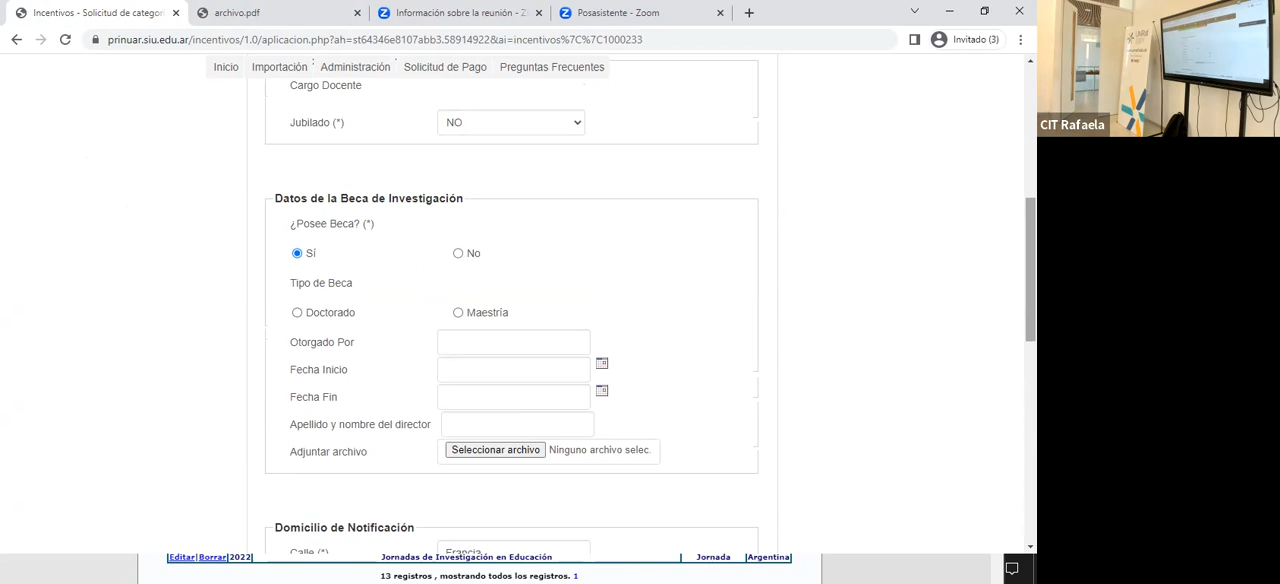 Incentivos - Solicitud de categor
archivo.pdf
Información sobre la reunión - Z
Posasistente - Zoom
prinuar.siu.edu.ar/incentivos/1.0/aplicacion.php?ah=st64346e8107abb3.58914922&ai=incentivos%7C%7C1000233
Invitado (3)
Inicio
Importación
Administración
Solicitud de Pago
Preguntas Frecuentes
Cargo Docente
Jubilado (*)
NO
Datos de la Beca de Investigación
¿Posee Beca? (*)
Sí
No
Tipo de Beca
Doctorado
Maestría
Otorgado Por
Fecha Inicio
Fecha Fin
Apellido y nombre del director
Adjuntar archivo
Seleccionar archivo
Ninguno archivo selec.
Domicilio de Notificación
Calle (*)
Francia
Editar|Borrar|2022
Jornadas de Investigación en Educación
Jornada
Argentina
13 registros , mostrando todos los registros. 1
CIT Rafaela